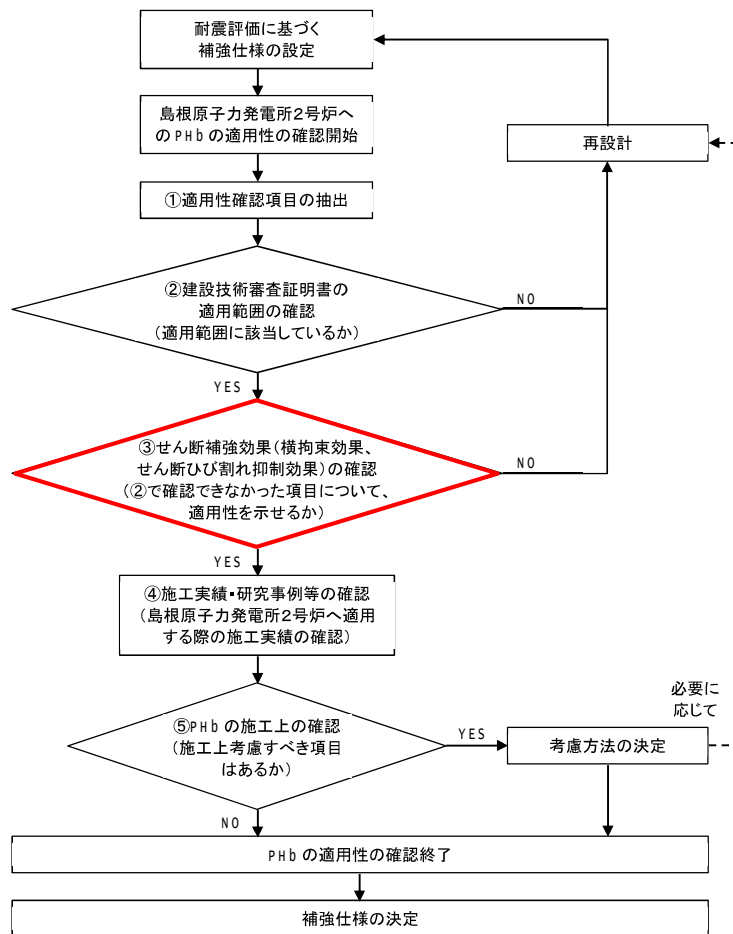 耐震評価に基づく
補強仕様の設定
島根原子力発電所2号炉へ
のPHbの適用性の確認開始
再設計
①適用性確認項目の抽出
②建設技術審査証明書の
適用範囲の確認
(適用範囲に該当しているか)
NO
YES
③せん断補強効果(横拘束効果、
せん断ひび割れ抑制効果)の確認
(②で確認できなかった項目について、
適用性を示せるか)
NO
YES
④施工実績・研究事例等の確認
(島根原子力発電所2号炉へ適用
する際の施工実績の確認)
必要に
応じて
⑤PHbの施工上の確認
(施工上考慮すべき項目
はあるか)
YES
考慮方法の決定
NO
PHbの適用性の確認終了
補強仕様の決定